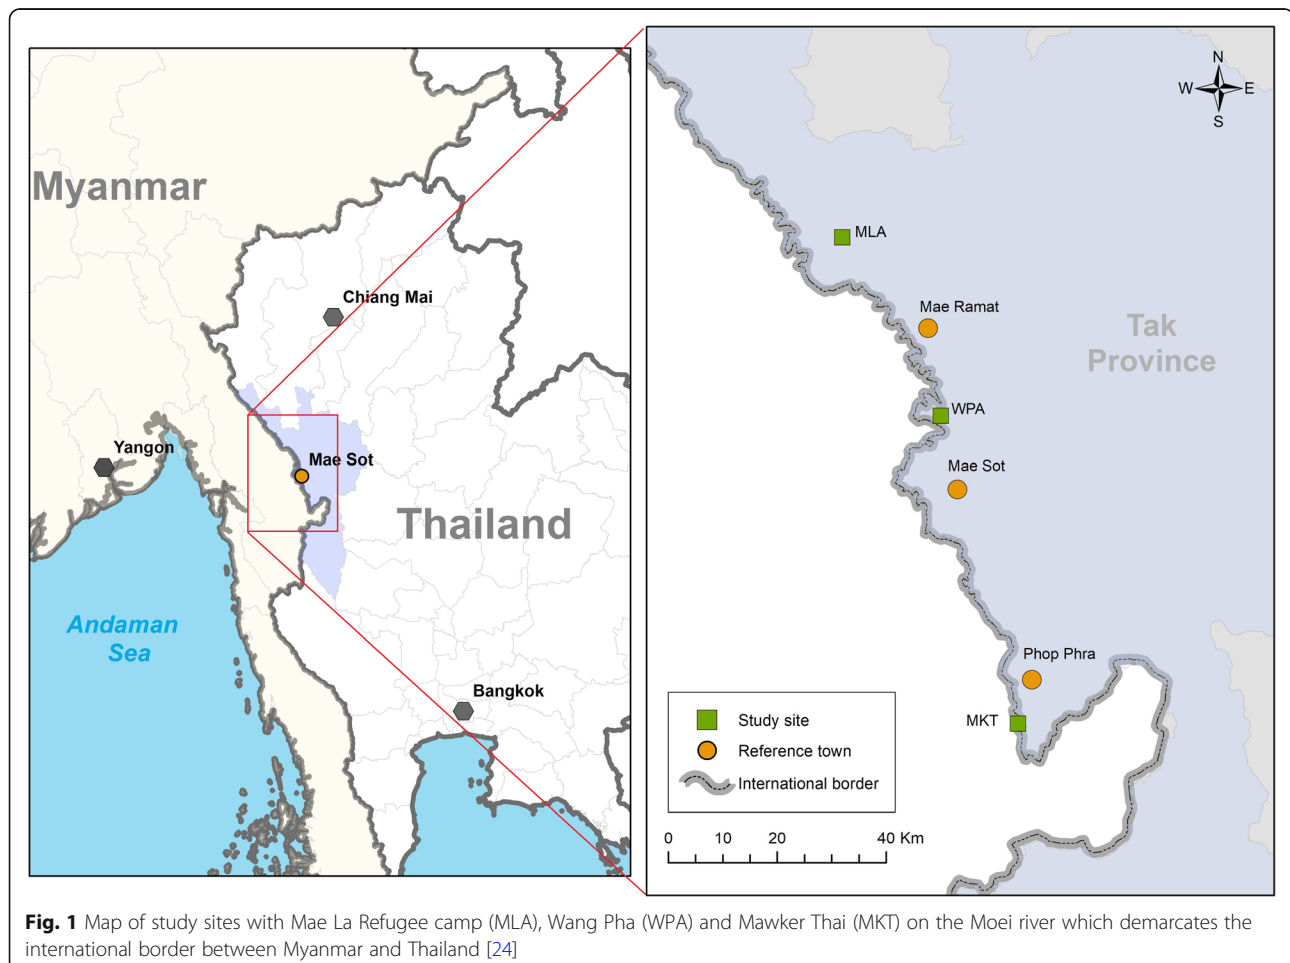 Myanmar
Chiang Mai
Yangon
Mae Sot
Thailand
Andaman
Sea
Bangkok
N
W E
S
MLA
Mae Ramat
Tak
Province
WPA
Mae Sot
Phop Phra
MKT
Study site
Reference town
International border
0 10 20 40 Km
Fig. 1 Map of study sites with Mae La Refugee camp (MLA), Wang Pha (WPA) and Mawker Thai (MKT) on the Moei river which demarcates the
international border between Myanmar and Thailand [24]